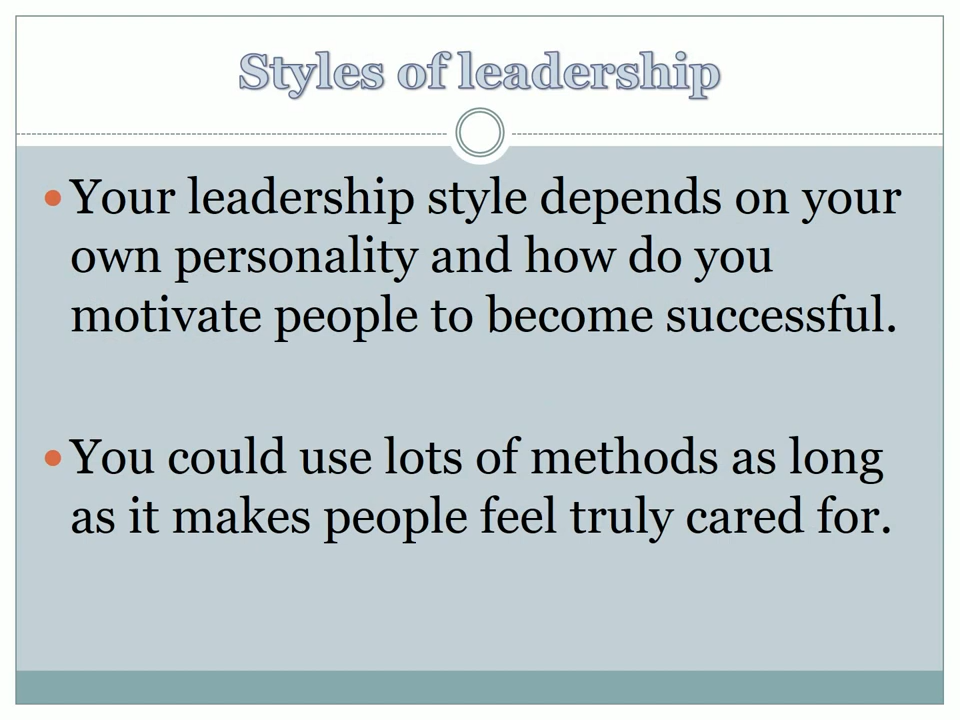 Styles of leadership
• Your leadership style depends on your
own personality and how do you
motivate people to become successful.
• You could use lots of methods as long
as it makes people feel truly cared for.